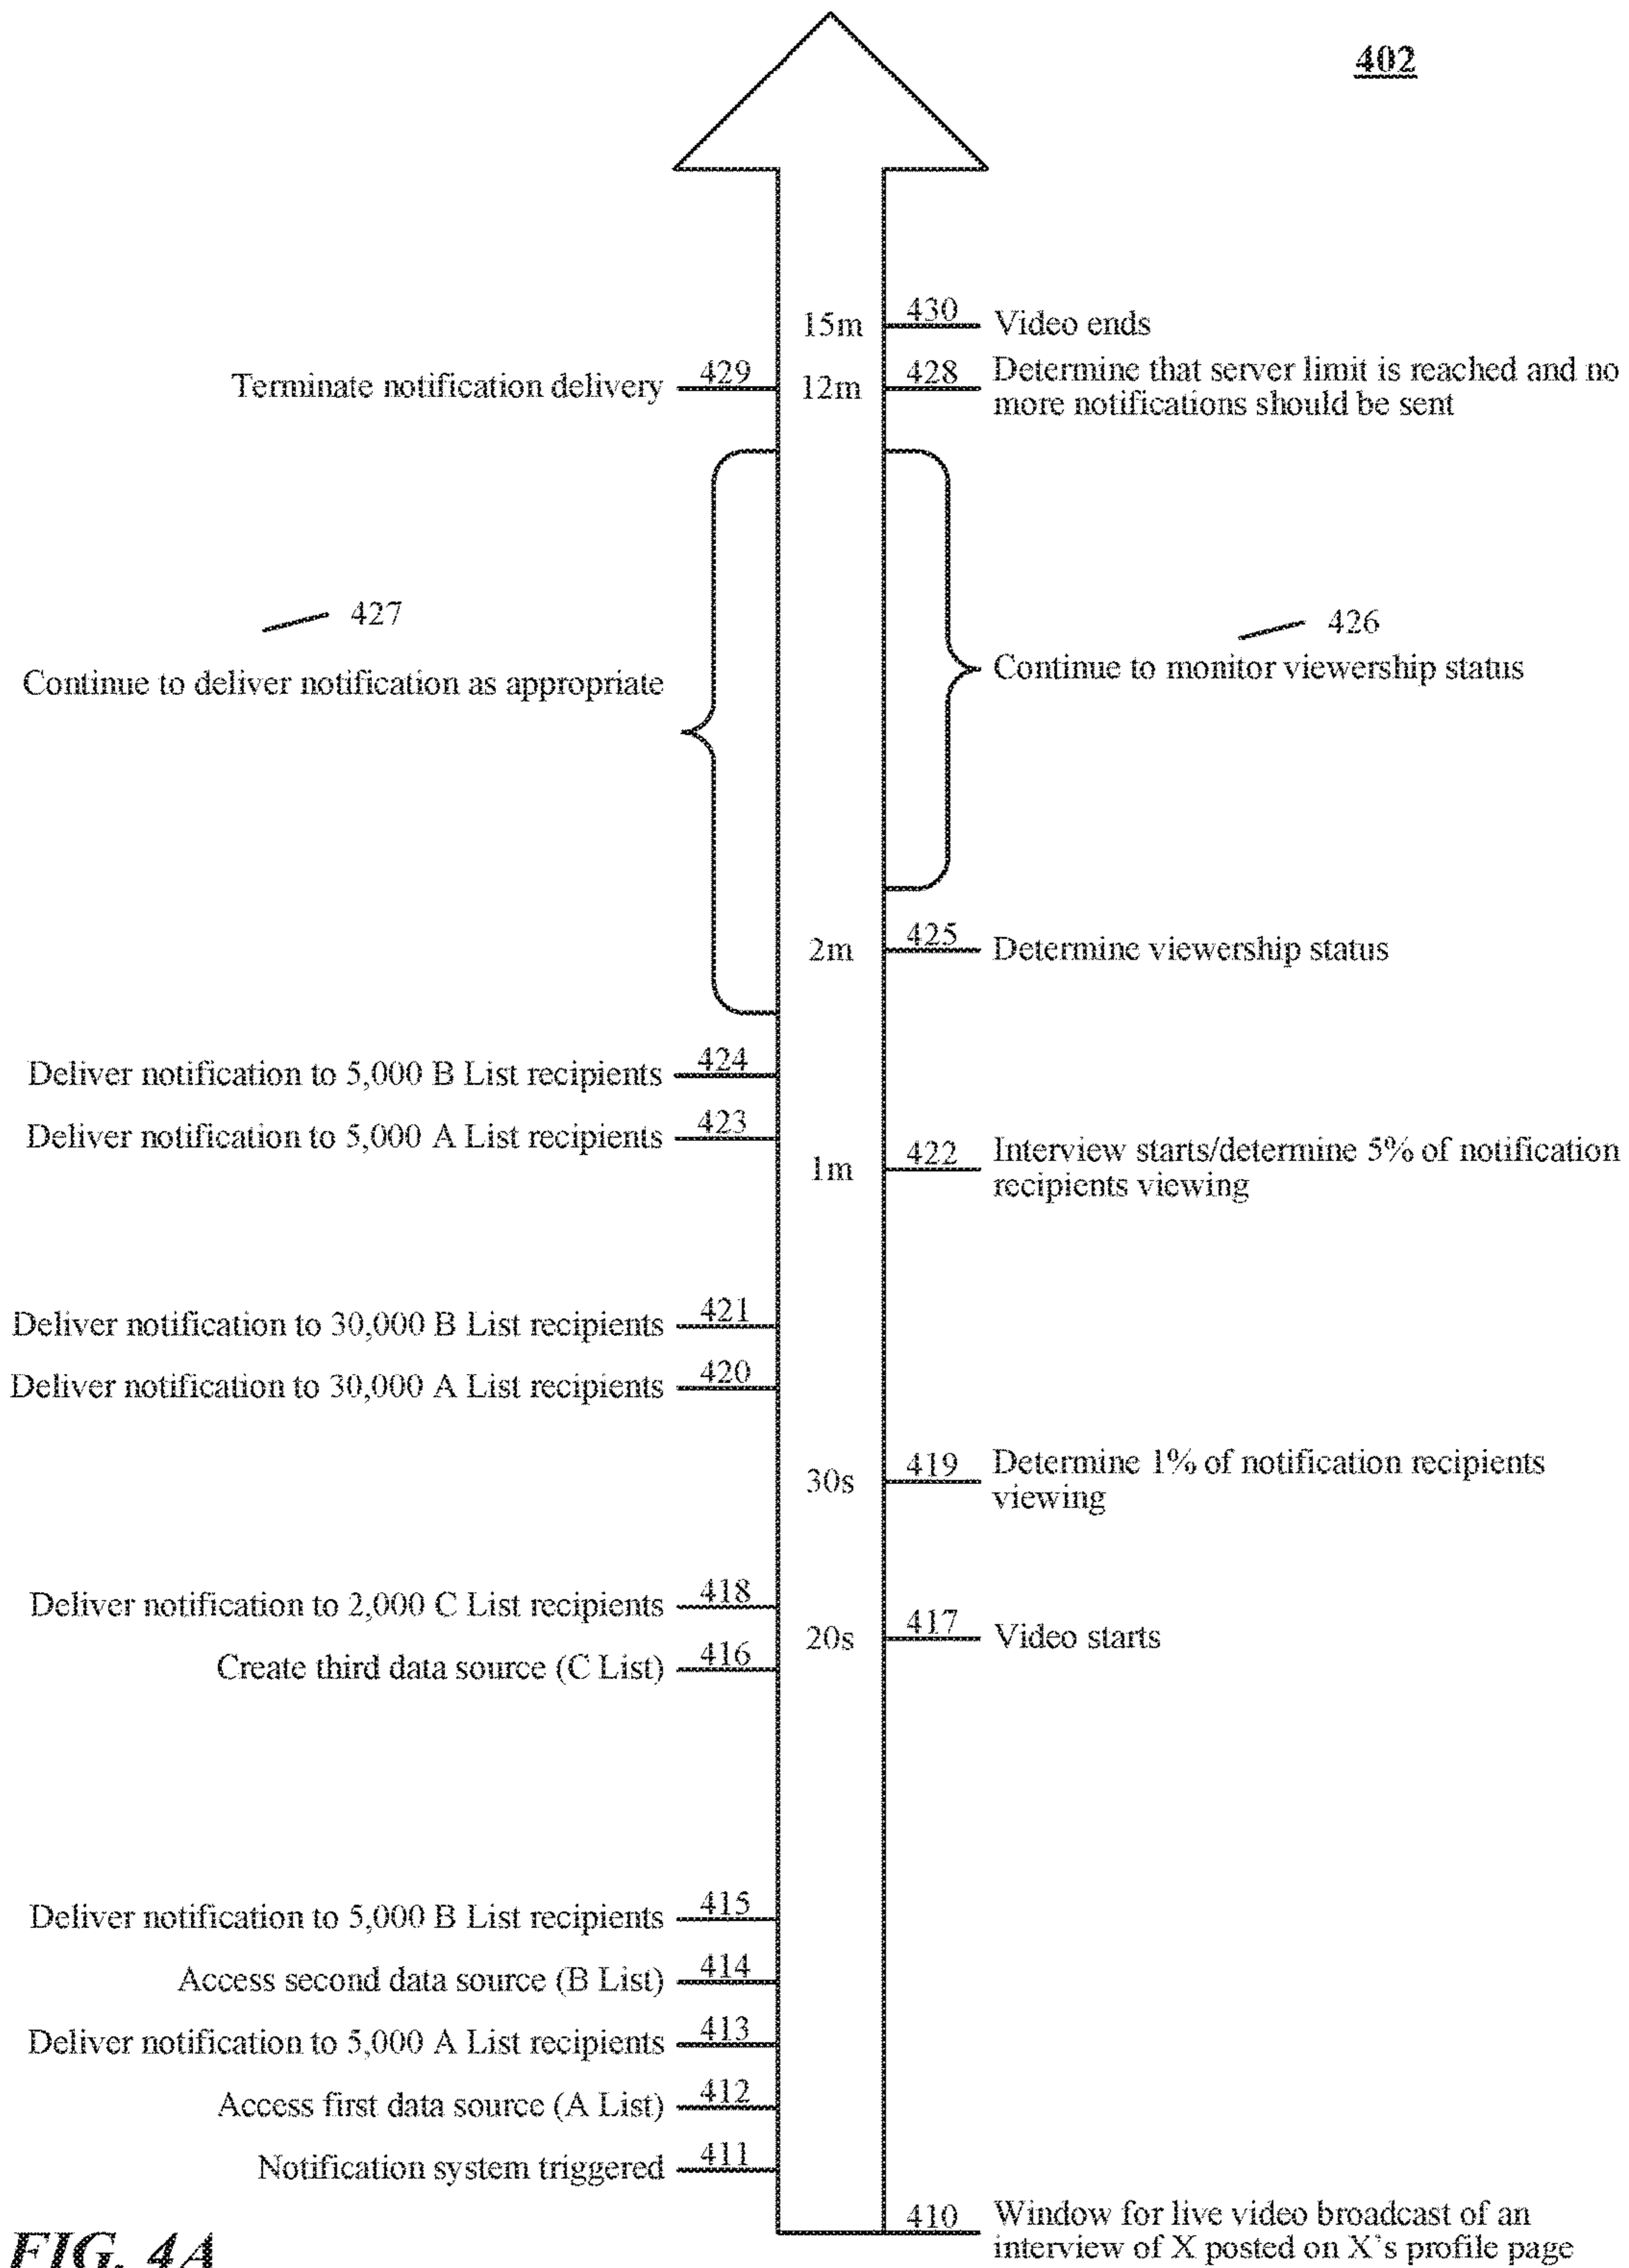 402
15m
430
Video ends
Terminate notification delivery
429
12m
428
Determine that server limit is reached and no
more notifications should be sent
427
Continue to deliver notification as appropriate
426
Continue to monitor viewership status
2m
425
Determine viewership status
Deliver notification to 5,000 B List recipients
424
Deliver notification to 5,000 A List recipients
423
1m
422
Interview starts/determine 5% of notification
recipients viewing
Deliver notification to 30,000 B List recipients
421
Deliver notification to 30,000 A List recipients
420
30s
419
Determine 1% of notification recipients
viewing
Deliver notification to 2,000 C List recipients
418
20s
417
Video starts
Create third data source (C List)
416
Deliver notification to 5,000 B List recipients
415
Access second data source (B List)
414
Deliver notification to 5,000 A List recipients
413
Access first data source (A List)
412
Notification system triggered
411
410
Window for live video broadcast of an
interview of X posted on X's profile page
FIG. 4A